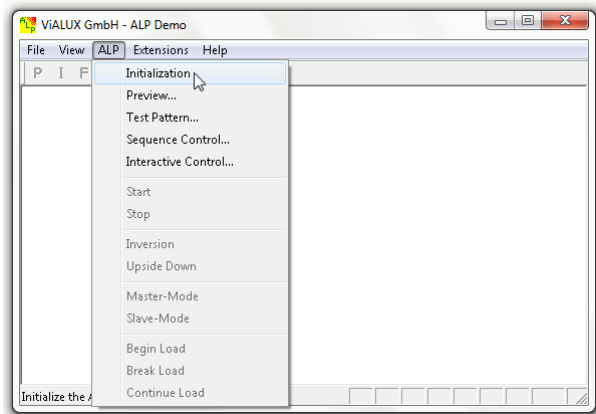 ViALUX GmbH - ALP Demo
File View ALP Extensions Help
P I F
Initialization
Preview...
Test Pattern...
Sequence Control...
Interactive Control...
Start
Stop
Inversion
Upside Down
Master-Mode
Slave-Mode
Begin Load
Break Load
Continue Load
Initialize the